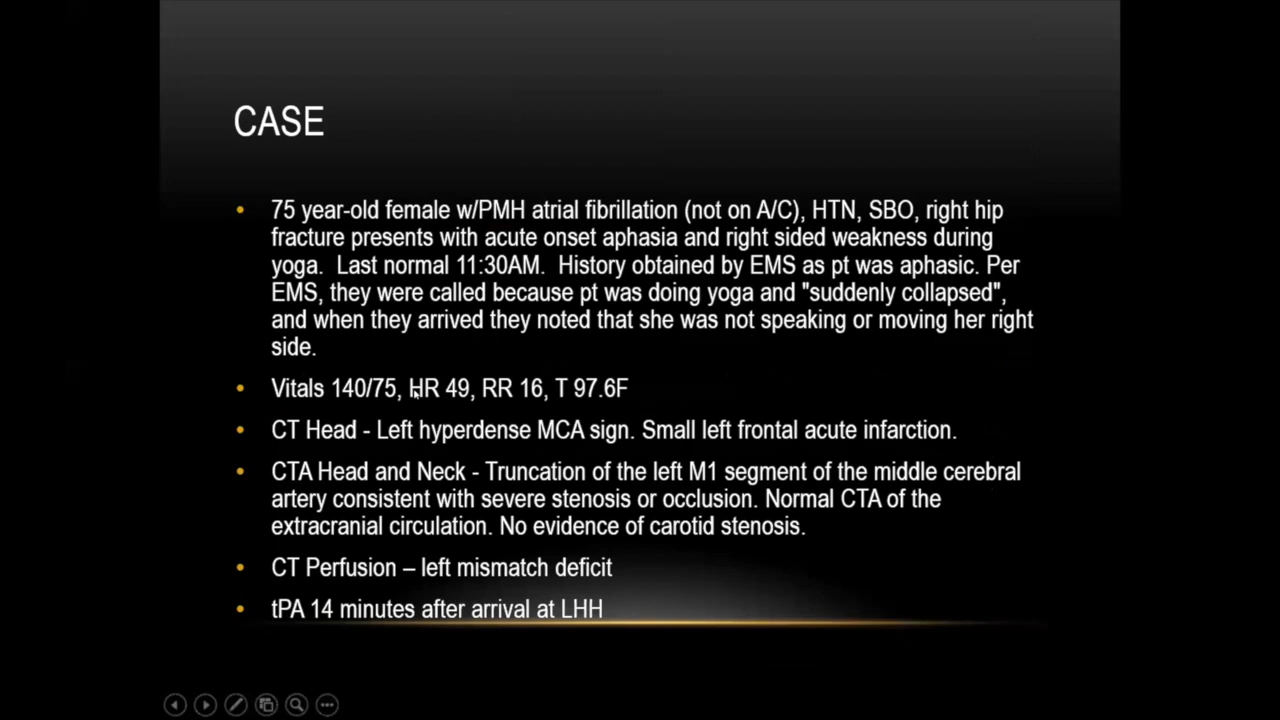 CASE
75 year-old female w/PMH atrial fibrillation (not on A/C), HTN, SBO, right hip
fracture presents with acute onset aphasia and right sided weakness during
yoga.  Last normal 11:30AM.  History obtained by EMS as pt was aphasic. Per
EMS, they were called because pt was doing yoga and "suddenly collapsed",
and when they arrived they noted that she was not speaking or moving her right
side.
Vitals 140/75, HR 49, RR 16, T 97.6F
CT Head - Left hyperdense MCA sign. Small left frontal acute infarction.
CTA Head and Neck - Truncation of the left M1 segment of the middle cerebral
artery consistent with severe stenosis or occlusion. Normal CTA of the
extracranial circulation. No evidence of carotid stenosis.
CT Perfusion – left mismatch deficit
tPA 14 minutes after arrival at LHH